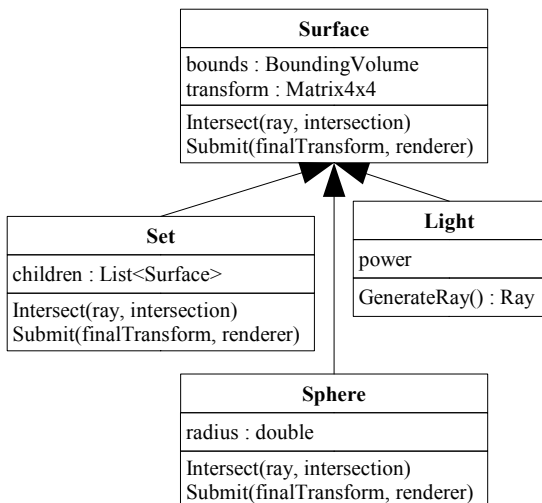 Surface
bounds : BoundingVolume
transform : Matrix4x4
Intersect(ray, intersection)
Submit(finalTransform, renderer)
Set
children : List<Surface>
Intersect(ray, intersection)
Submit(finalTransform, renderer)
Light
power
GenerateRay() : Ray
Sphere
radius : double
Intersect(ray, intersection)
Submit(finalTransform, renderer)